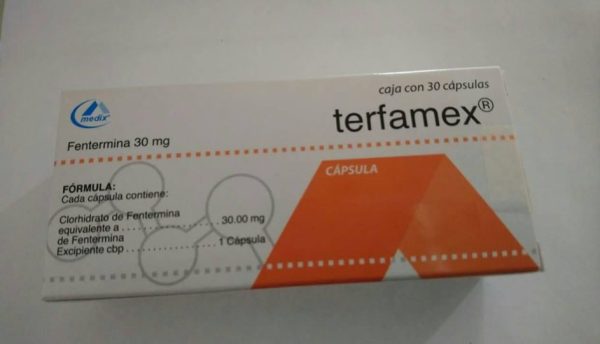 caja con 30 cápsulas
medix®
terfamex®
Fentermina 30 mg
CÁPSULA
FÓRMULA:
Cada cápsula contiene:
Clorhidrato de Fentermina
equivalente a . . . . . . . . . . . . . . . . . 30.00 mg
de Fentermina
Excipiente cbp . . . . . . . . . . . . . . . 1 Cápsula